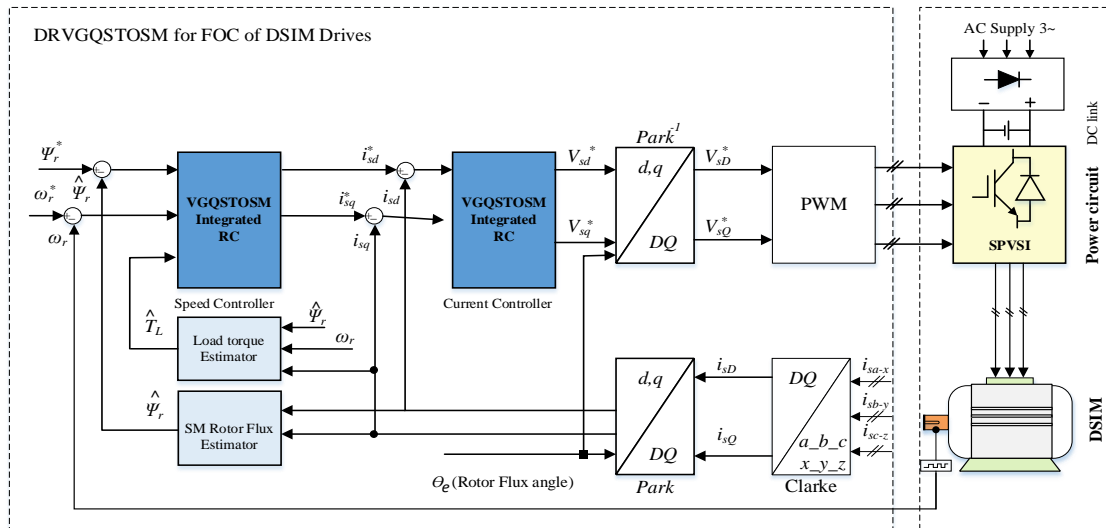 DRVGQSTOSM for FOC of DSIM Drives
AC Supply 3~
DC link
Power circuit
Ψr*
Ψ̂r
ωr*
ωr
VGQSTOSM
Integrated
RC
Speed Controller
isd*
isq*
isd
isq
VGQSTOSM
Integrated
RC
Current Controller
Vsd*
Vsq*
Park-1
d,q
DQ
VsD*
VsQ*
PWM
SPVSI
T̂L
Load torque
Estimator
Ψ̂r
ωr
Ψ̂r
SM Rotor Flux
Estimator
θe (Rotor Flux angle)
d,q
DQ
Park
isD
isQ
DQ
a_b_c
x_y_z
Clarke
isa-x
isb-y
isc-z
DSIM